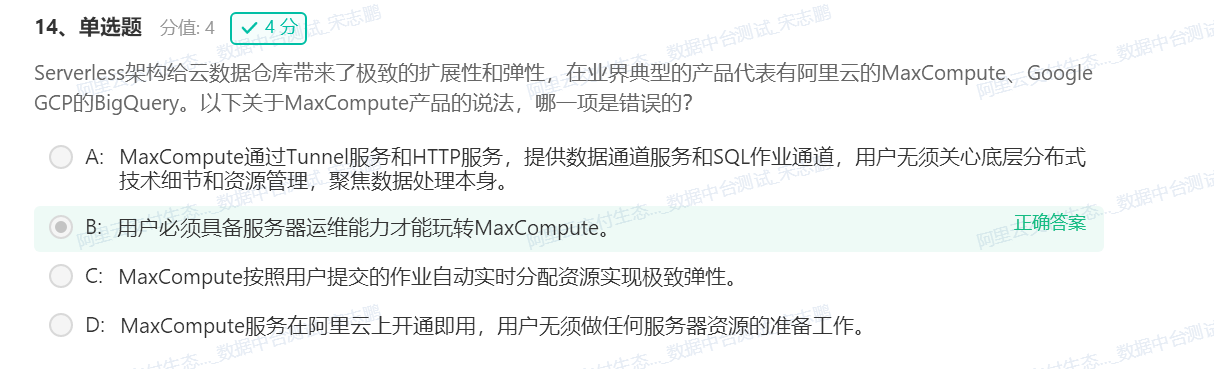 14、单选题 分值: 4 4 分
Serverless架构给云数据仓库带来了极致的扩展性和弹性，在业界典型的产品代表有阿里云的MaxCompute、Google
GCP的BigQuery。以下关于MaxCompute产品的说法，哪一项是错误的？
A: MaxCompute通过Tunnel服务和HTTP服务，提供数据通道服务和SQL作业通道，用户无须关心底层分布式
技术细节和资源管理，聚焦数据处理本身。
B: 用户必须具备服务器运维能力才能玩转MaxCompute。 正确答案
C: MaxCompute按照用户提交的作业自动实时分配资源实现极致弹性。
D: MaxCompute服务在阿里云上开通即用，用户无须做任何服务器资源的准备工作。